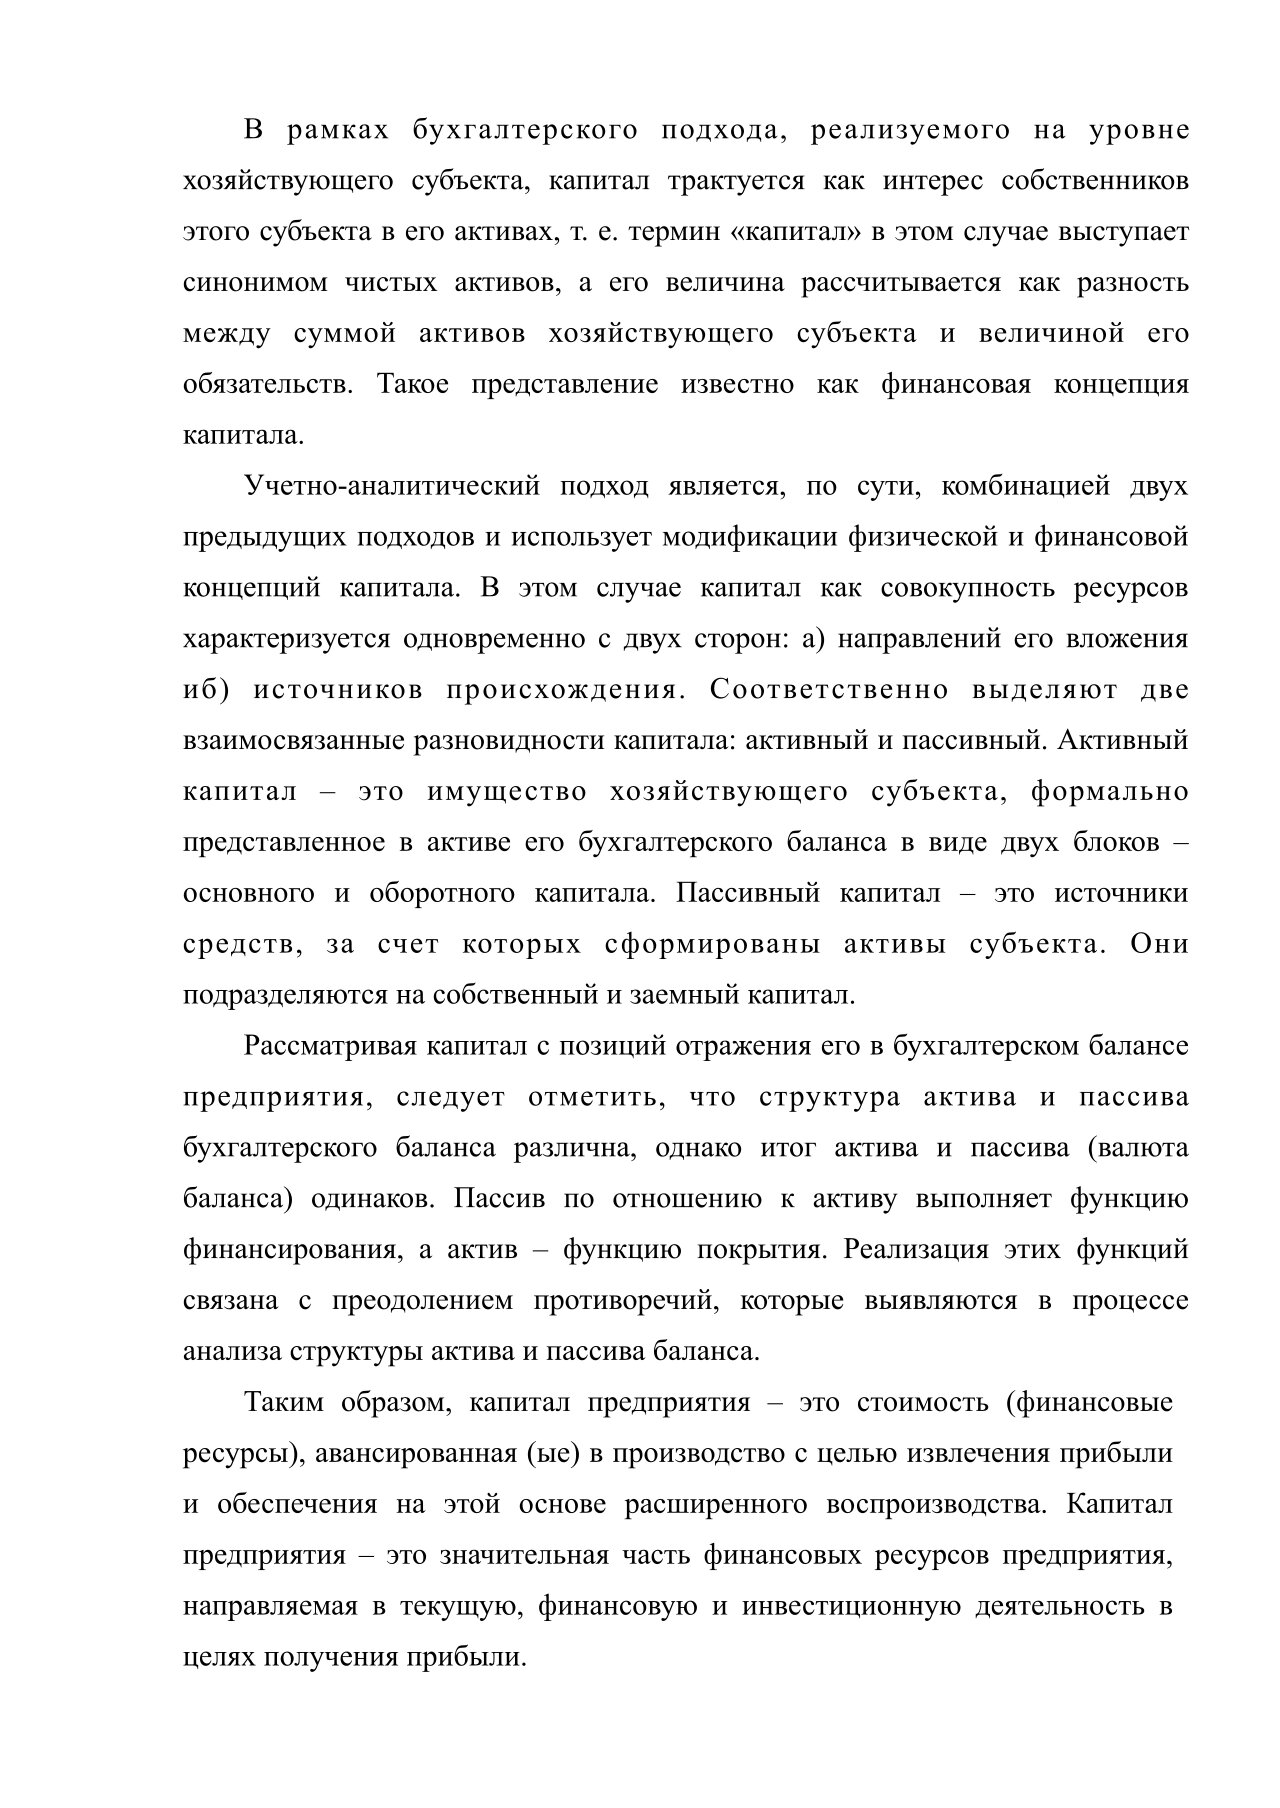 В рамках бухгалтерского подхода, реализуемого на уровне
хозяйствующего субъекта, капитал трактуется как интерес собственников
этого субъекта в его активах, т. е. термин «капитал» в этом случае выступает
синонимом чистых активов, а его величина рассчитывается как разность
между суммой активов хозяйствующего субъекта и величиной его
обязательств. Такое представление известно как финансовая концепция
капитала.
Учетно-аналитический подход является, по сути, комбинацией двух
предыдущих подходов и использует модификации физической и финансовой
концепций капитала. В этом случае капитал как совокупность ресурсов
характеризуется одновременно с двух сторон: а) направлений его вложения
иб) источников происхождения. Соответственно выделяют две
взаимосвязанные разновидности капитала: активный и пассивный. Активный
капитал – это имущество хозяйствующего субъекта, формально
представленное в активе его бухгалтерского баланса в виде двух блоков –
основного и оборотного капитала. Пассивный капитал – это источники
средств, за счет которых сформированы активы субъекта. Они
подразделяются на собственный и заемный капитал.
Рассматривая капитал с позиций отражения его в бухгалтерском балансе
предприятия, следует отметить, что структура актива и пассива
бухгалтерского баланса различна, однако итог актива и пассива (валюта
баланса) одинаков. Пассив по отношению к активу выполняет функцию
финансирования, а актив – функцию покрытия. Реализация этих функций
связана с преодолением противоречий, которые выявляются в процессе
анализа структуры актива и пассива баланса.
Таким образом, капитал предприятия – это стоимость (финансовые
ресурсы), авансированная (ые) в производство с целью извлечения прибыли
и обеспечения на этой основе расширенного воспроизводства. Капитал
предприятия – это значительная часть финансовых ресурсов предприятия,
направляемая в текущую, финансовую и инвестиционную деятельность в
целях получения прибыли.